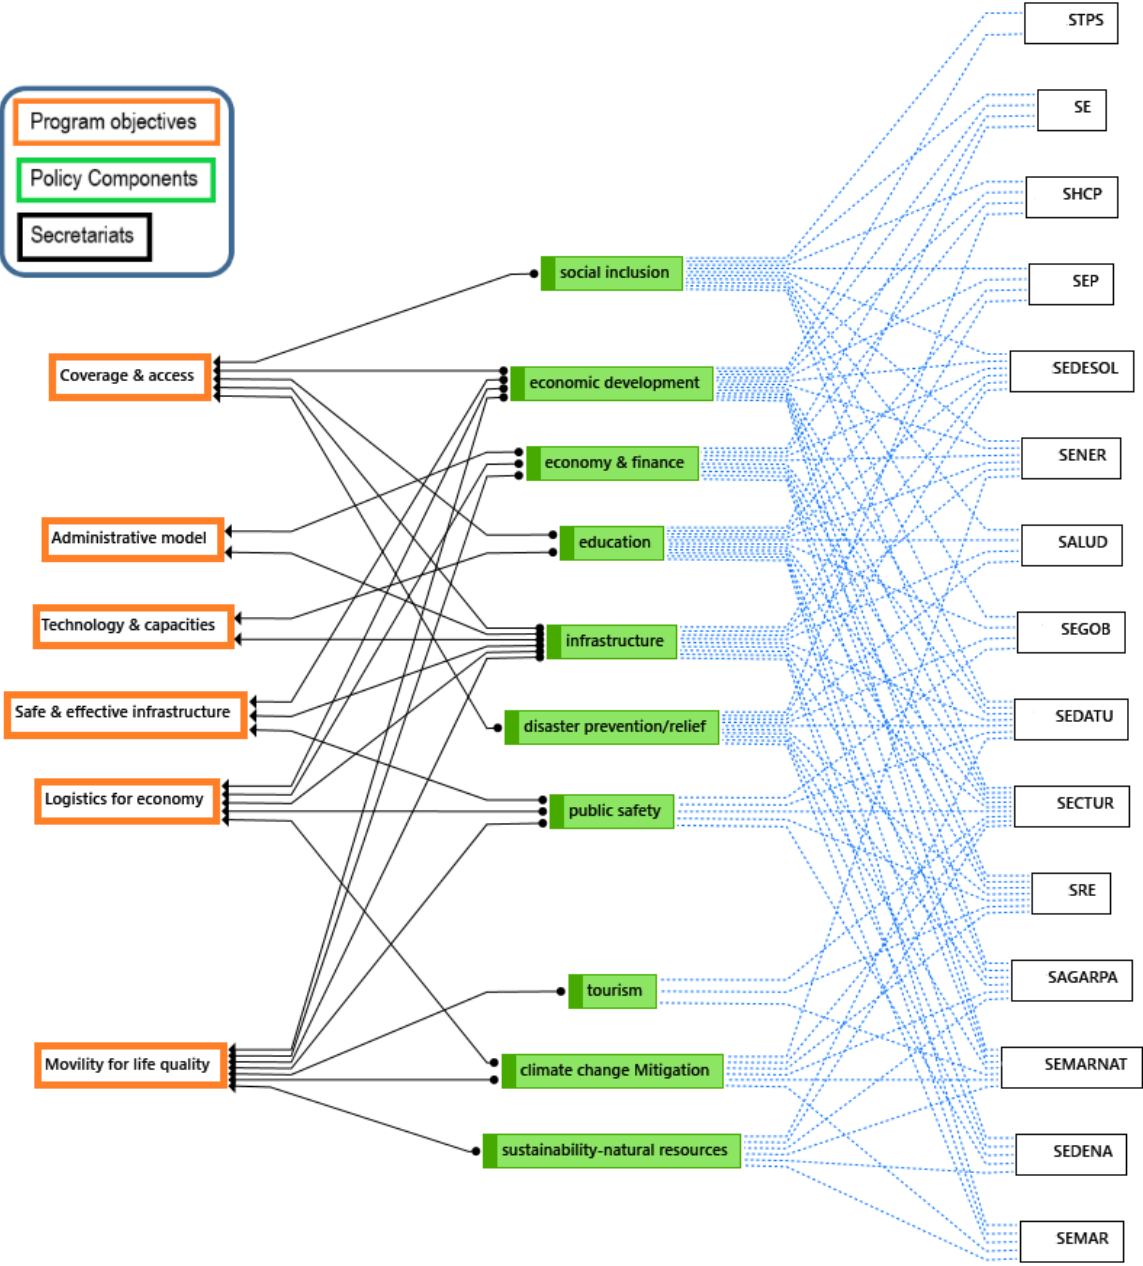 Program objectives
Policy Components
Secretariats
Coverage & access
Administrative model
Technology & capacities
Safe & effective infrastructure
Logistics for economy
Movility for life quality
social inclusion
economic development
economy & finance
education
infrastructure
disaster prevention/relief
public safety
tourism
climate change Mitigation
sustainability-natural resources
STPS
SE
SHCP
SEP
SEDESOL
SENER
SALUD
SEGOB
SEDATU
SECTUR
SRE
SAGARPA
SEMARNAT
SEDENA
SEMAR